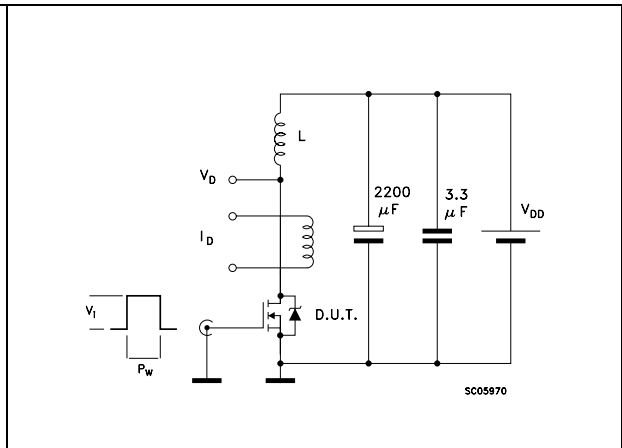 L
V_D
2200
μF
3.3
μF
V_DD
I_D
V_i
P_W
D.U.T.
SC05970